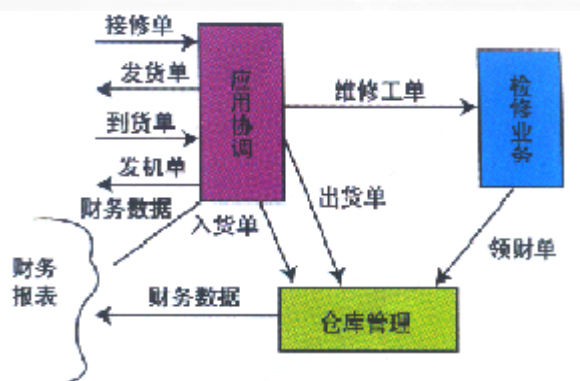 接修单
发货单
到货单
发机单
财务数据
应用协调
维修工单
检修业务
入货单
出货单
领财单
财务
报表
财务数据
仓库管理